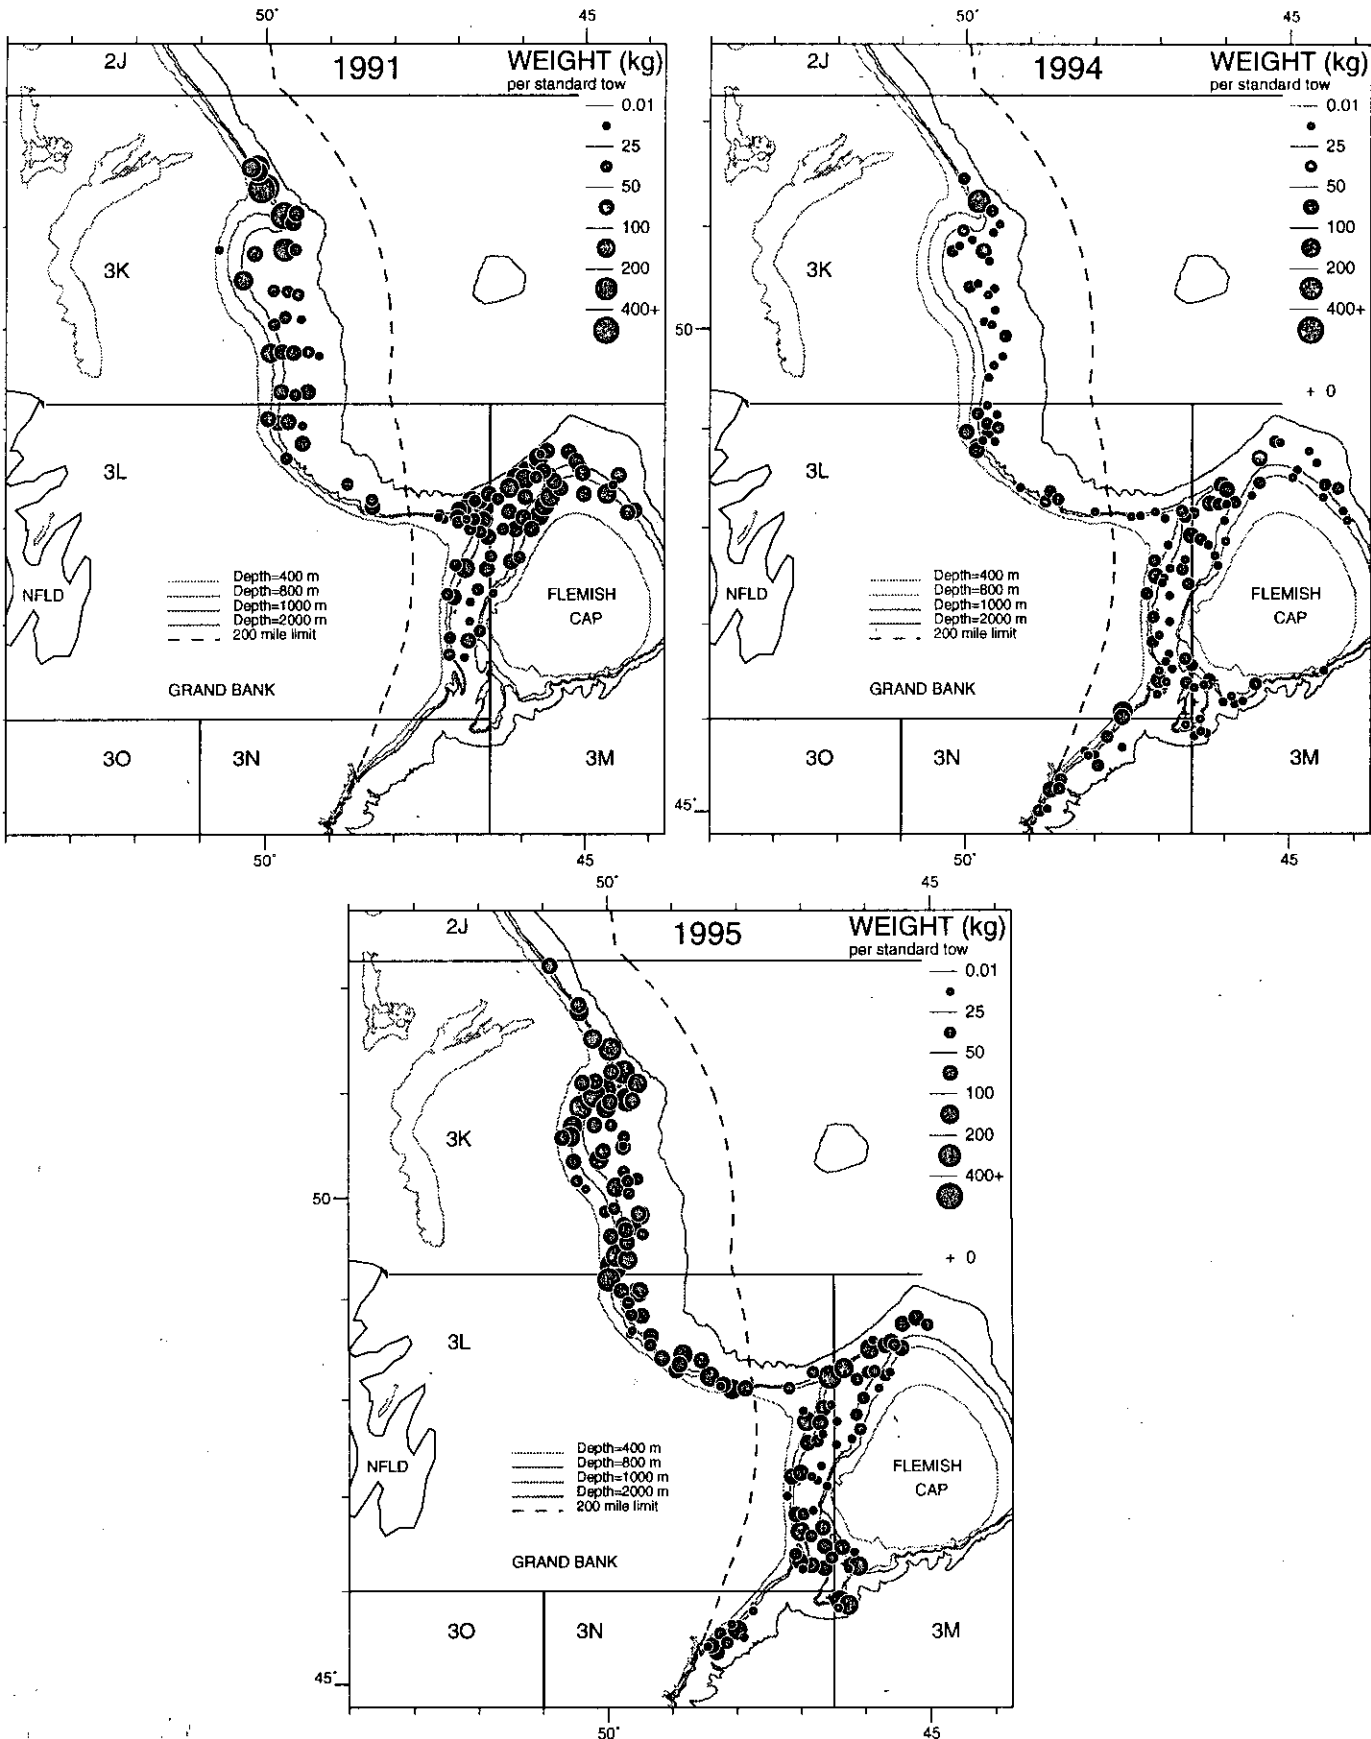 50° 45
2J 1991 WEIGHT (kg)
per standard tow
0.01
25
50
100
200
400+
3K
3L
NFLD
Depth=400 m
Depth=800 m
Depth=1000 m
Depth=2000 m
200 mile limit
FLEMISH
CAP
GRAND BANK
3O 3N 3M
50° 45
50° 45
2J 1994 WEIGHT (kg)
per standard tow
0.01
25
50
100
200
400+
+ 0
3K
50
3L
NFLD
Depth=400 m
Depth=800 m
Depth=1000 m
Depth=2000 m
200 mile limit
FLEMISH
CAP
GRAND BANK
3O 3N 3M
45°
50° 45
50° 45
2J 1995 WEIGHT (kg)
per standard tow
0.01
25
50
100
200
400+
+ 0
3K
50
3L
NFLD
Depth=400 m
Depth=800 m
Depth=1000 m
Depth=2000 m
200 mile limit
FLEMISH
CAP
GRAND BANK
3O 3N 3M
45°
50° 45